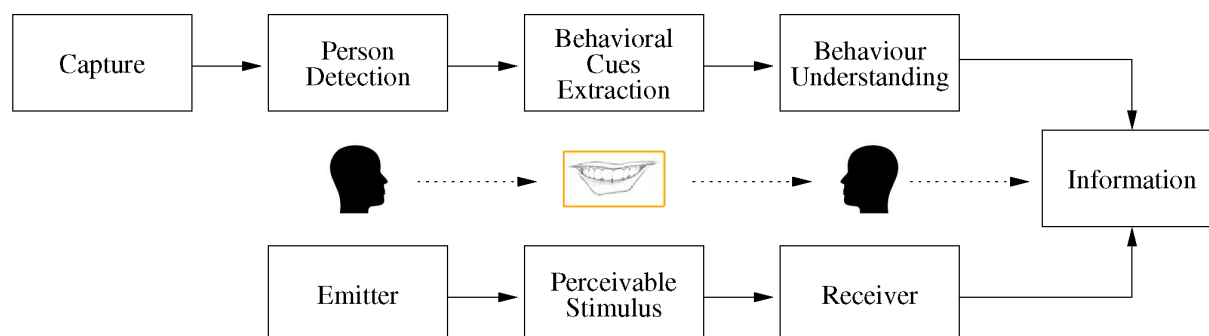 Capture
Person
Detection
Behavioral
Cues
Extraction
Behaviour
Understanding
Information
Emitter
Perceivable
Stimulus
Receiver